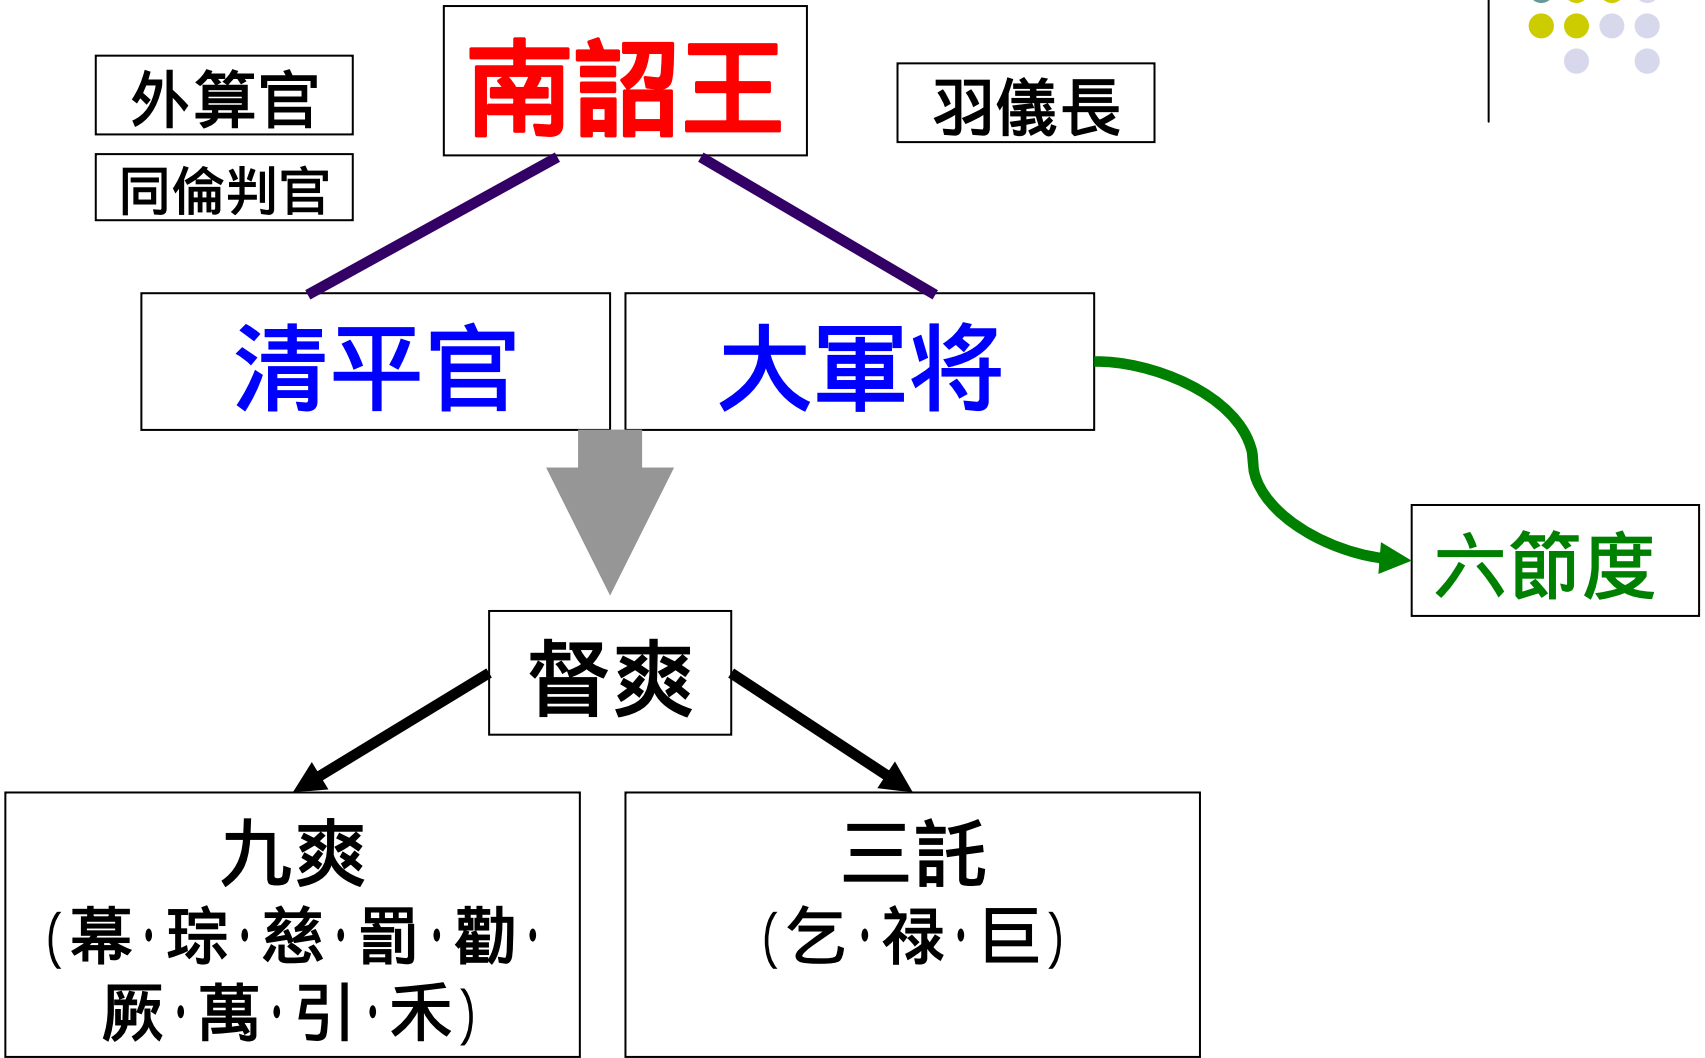 南詔王
外算官
羽儀長
同倫判官
清平官
大軍将
六節度
督爽
九爽
(幕·琮·慈·罰·勸·
厥·萬·引·禾)
三託
(乞·禄·巨)